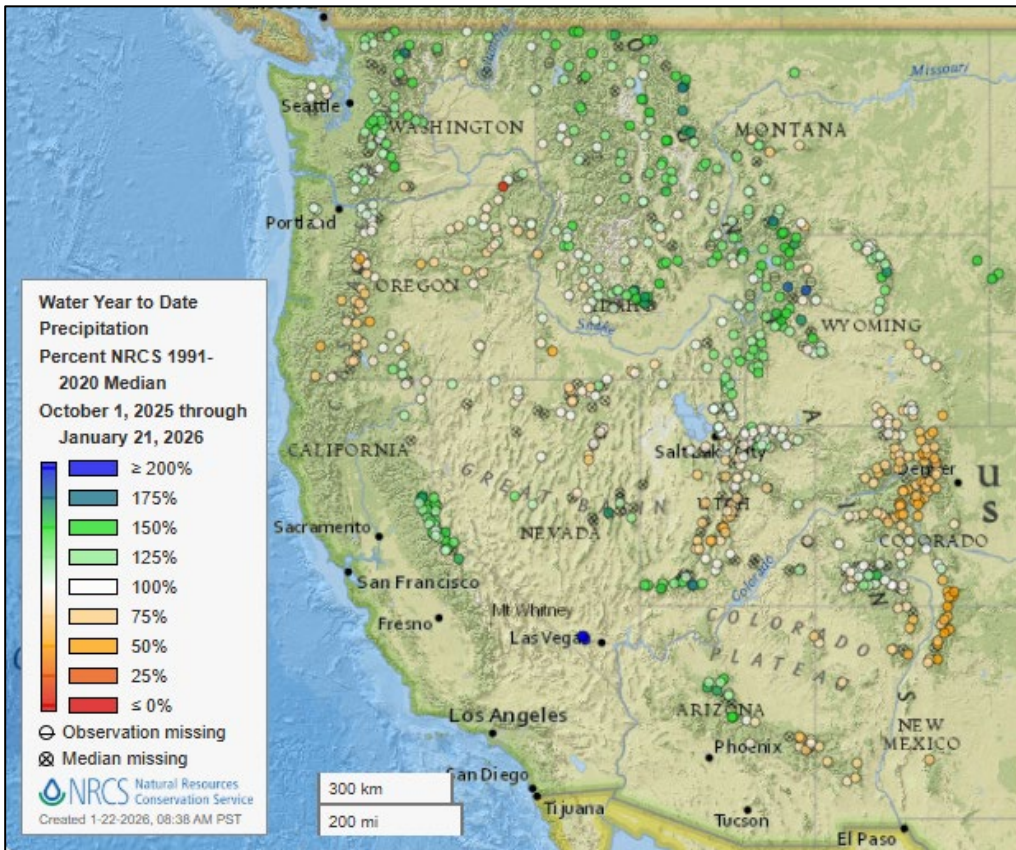 Seattle
WASHINGTON
Columbia
Missouri
MONTANA
Portland
OREGON
IDAHO
Snake
WYOMING
Water Year to Date
Precipitation
Percent NRCS 1991-
2020 Median
October 1, 2025 through
January 21, 2026
≥ 200%
175%
150%
125%
100%
75%
50%
25%
≤ 0%
Observation missing
Median missing
NRCS Natural Resources
Conservation Service
Created 1-22-2026, 08:38 AM PST
CALIFORNIA
GREAT BASIN
NEVADA
Salt Lake City
UTAH
Denver
US
COLORADO
Sacramento
San Francisco
Fresno
Mt Whitney
Las Vegas
Colorado
COLORADO
PLATEAU
Los Angeles
ARIZONA
Phoenix
NEW
MEXICO
San Diego
Tijuana
Tucson
El Paso
300 km
200 mi